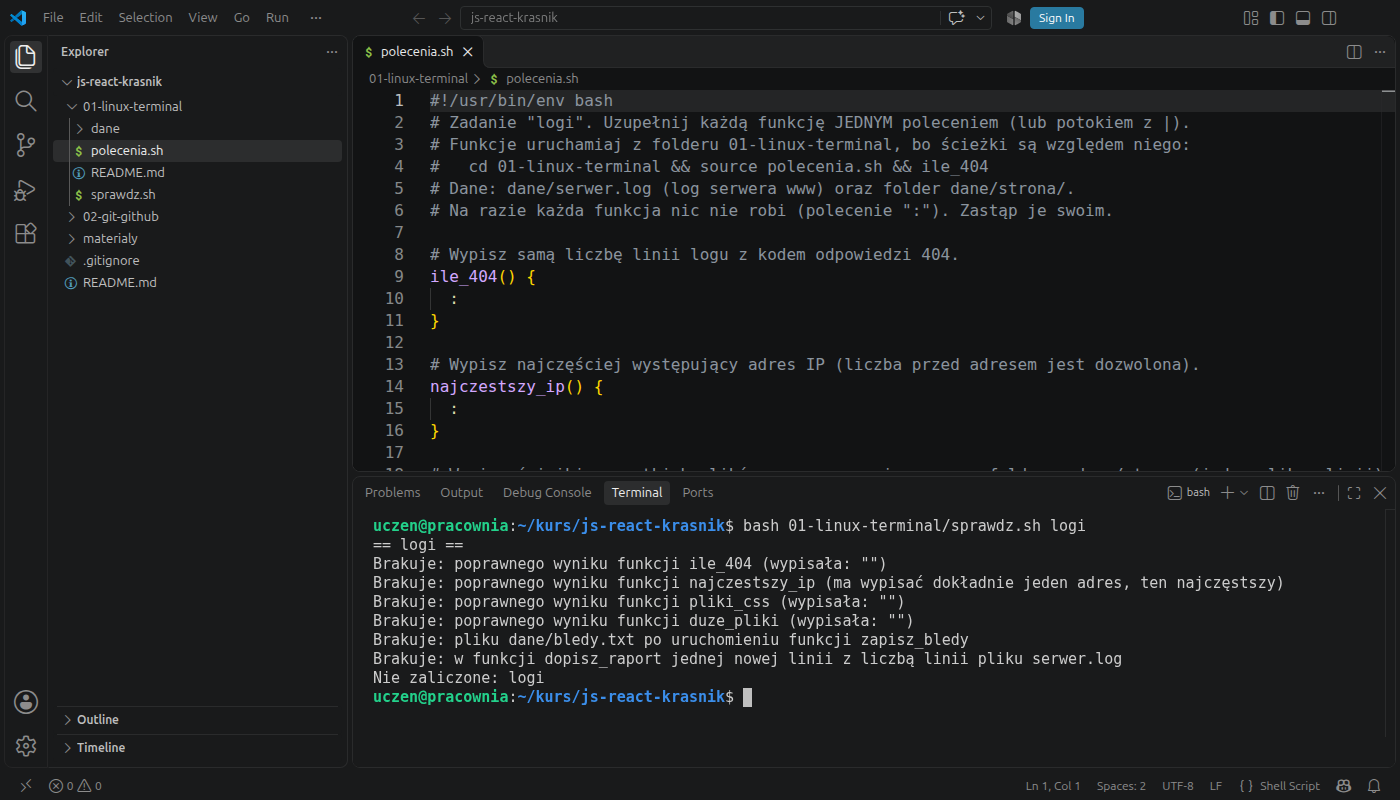 File Edit Selection View Go Run ···
js-react-krasnik
Sign In
Explorer
js-react-krasnik
01-linux-terminal
dane
$ polecenia.sh
README.md
$ sprawdz.sh
02-git-github
materialy
.gitignore
README.md
Outline
Timeline
$ polecenia.sh
01-linux-terminal > $ polecenia.sh
1 #!/usr/bin/env bash
2 # Zadanie "logi". Uzupełnij każdą funkcję JEDNYM poleceniem (lub potokiem z |).
3 # Funkcje uruchamiaj z folderu 01-linux-terminal, bo ścieżki są względem niego:
4 #   cd 01-linux-terminal && source polecenia.sh && ile_404
5 # Dane: dane/serwer.log (log serwera www) oraz folder dane/strona/.
6 # Na razie każda funkcja nic nie robi (polecenie ":"). Zastąp je swoim.
7
8 # Wypisz samą liczbę linii logu z kodem odpowiedzi 404.
9 ile_404() {
10   :
11 }
12
13 # Wypisz najczęściej występujący adres IP (liczba przed adresem jest dozwolona).
14 najczestszy_ip() {
15   :
16 }
17
Problems Output Debug Console Terminal Ports
bash
uczen@pracownia:~/kurs/js-react-krasnik$ bash 01-linux-terminal/sprawdz.sh logi
== logi ==
Brakuje: poprawnego wyniku funkcji ile_404 (wypisała: "")
Brakuje: poprawnego wyniku funkcji najczestszy_ip (ma wypisać dokładnie jeden adres, ten najczęstszy)
Brakuje: poprawnego wyniku funkcji pliki_css (wypisała: "")
Brakuje: poprawnego wyniku funkcji duze_pliki (wypisała: "")
Brakuje: pliku dane/bledy.txt po uruchomieniu funkcji zapisz_bledy
Brakuje: w funkcji dopisz_raport jednej nowej linii z liczbą linii pliku serwer.log
Nie zaliczone: logi
uczen@pracownia:~/kurs/js-react-krasnik$
0 0
Ln 1, Col 1 Spaces: 2 UTF-8 LF { } Shell Script